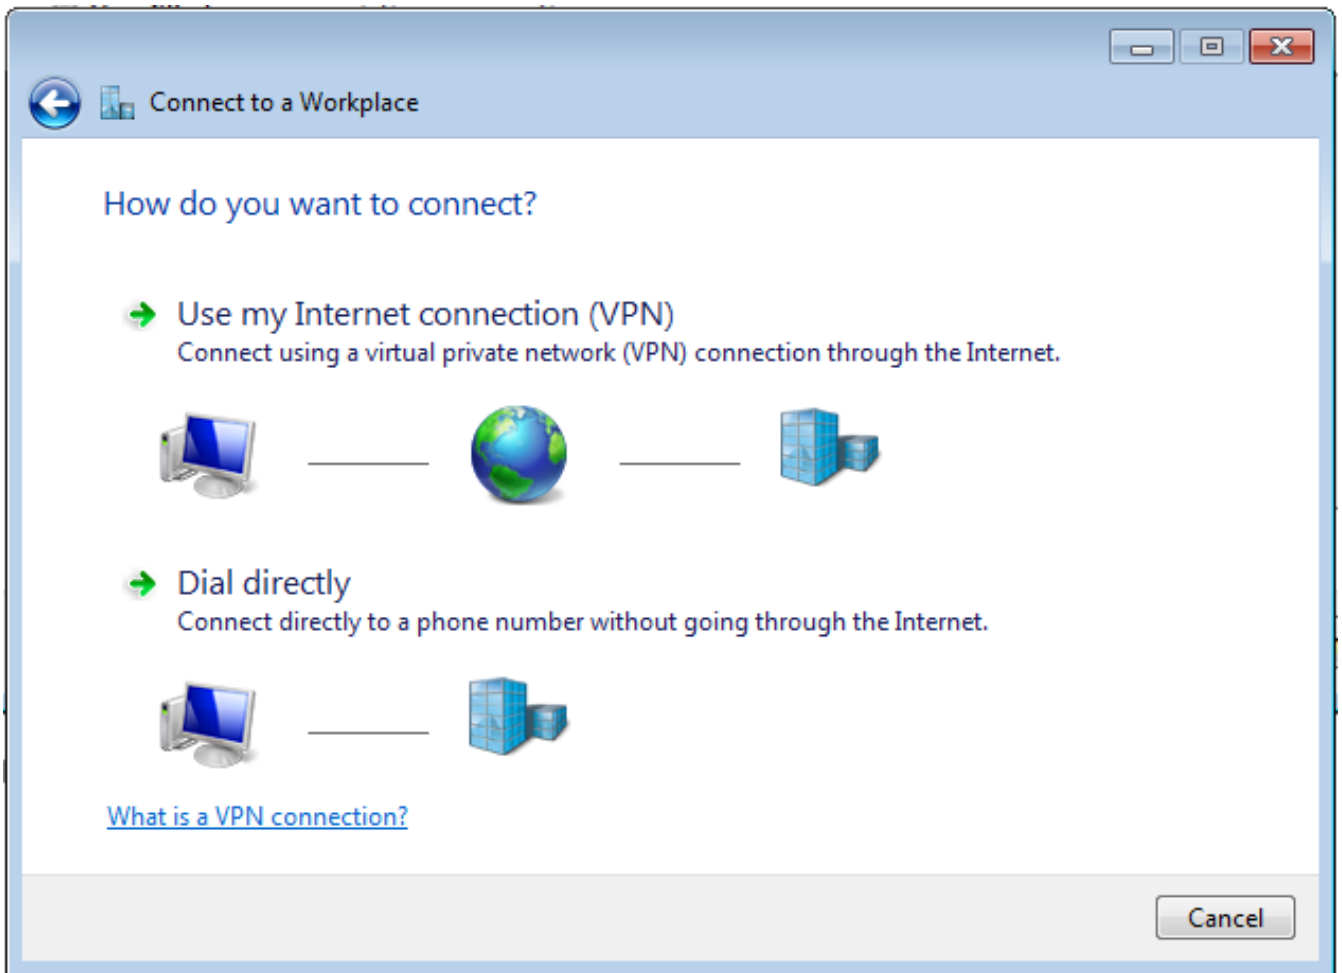 Connect to a Workplace
How do you want to connect?
Use my Internet connection (VPN)
Connect using a virtual private network (VPN) connection through the Internet.
Dial directly
Connect directly to a phone number without going through the Internet.
What is a VPN connection?
Cancel